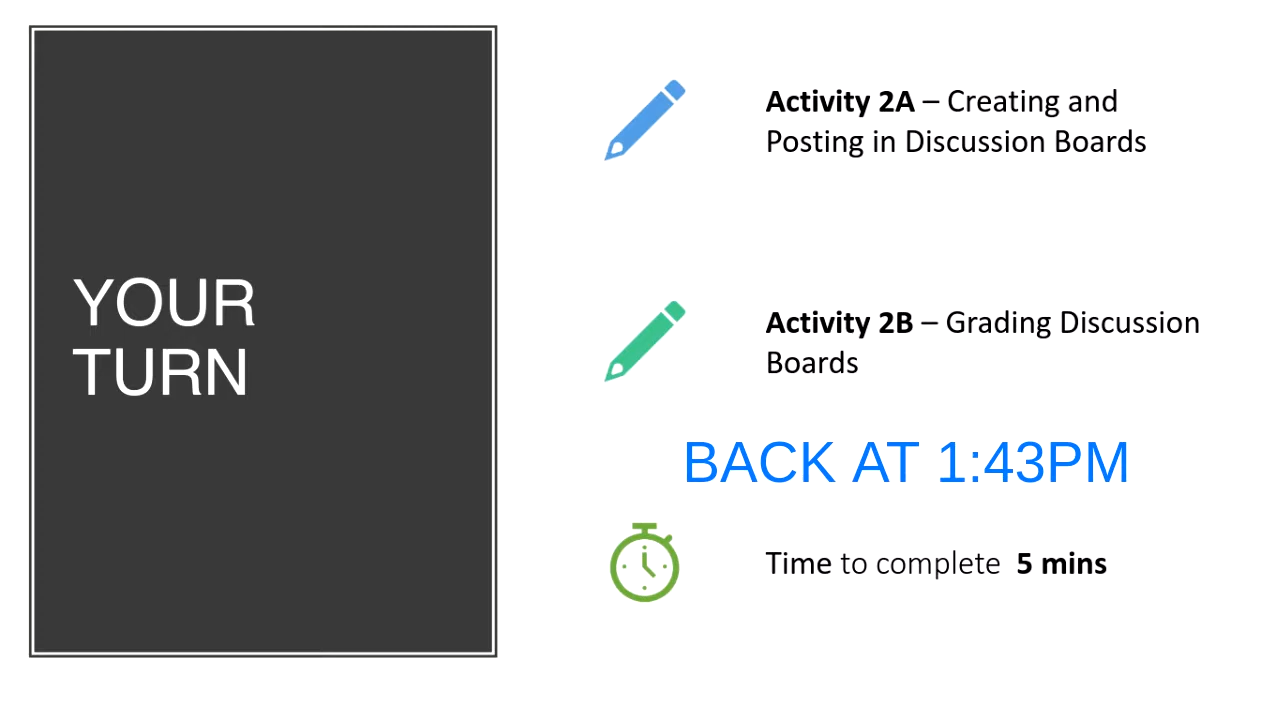 YOUR
TURN
Activity 2A – Creating and
Posting in Discussion Boards
Activity 2B – Grading Discussion
Boards
BACK AT 1:43PM
Time to complete 5 mins